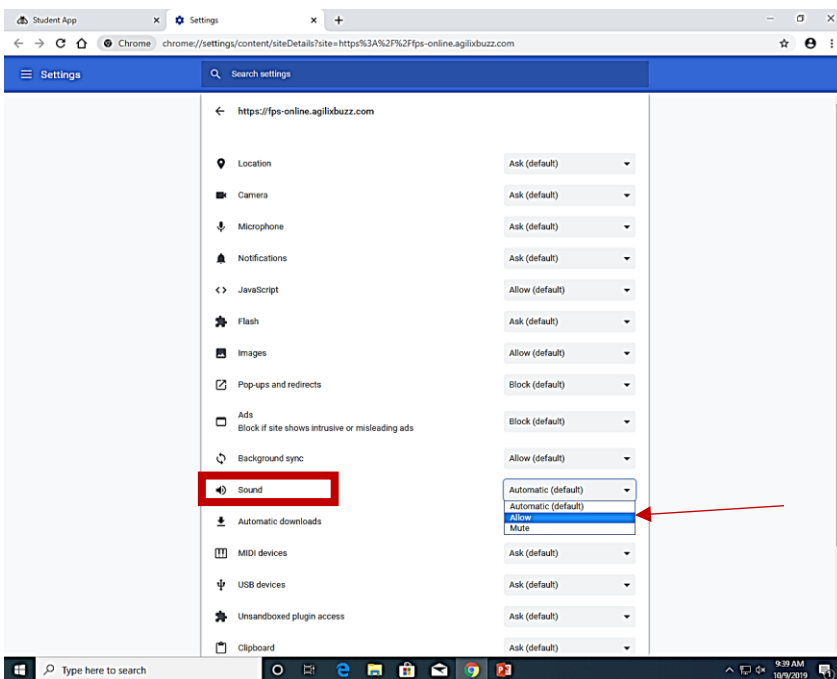 Student App
Settings
Chrome
chrome://settings/content/siteDetails?site=https%3A%2F%2Ffps-online.agilixbuzz.com
Settings
Search settings
https://fps-online.agilixbuzz.com
Location Ask (default)
Camera Ask (default)
Microphone Ask (default)
Notifications Ask (default)
JavaScript Allow (default)
Flash Ask (default)
Images Allow (default)
Pop-ups and redirects Block (default)
Ads
Block if site shows intrusive or misleading ads Block (default)
Background sync Allow (default)
Sound Automatic (default)
Automatic (default)
Allow
Mute
Automatic downloads
MIDI devices Ask (default)
USB devices Ask (default)
Unsandboxed plugin access Ask (default)
Clipboard Ask (default)
Type here to search
9:39 AM
10/9/2019